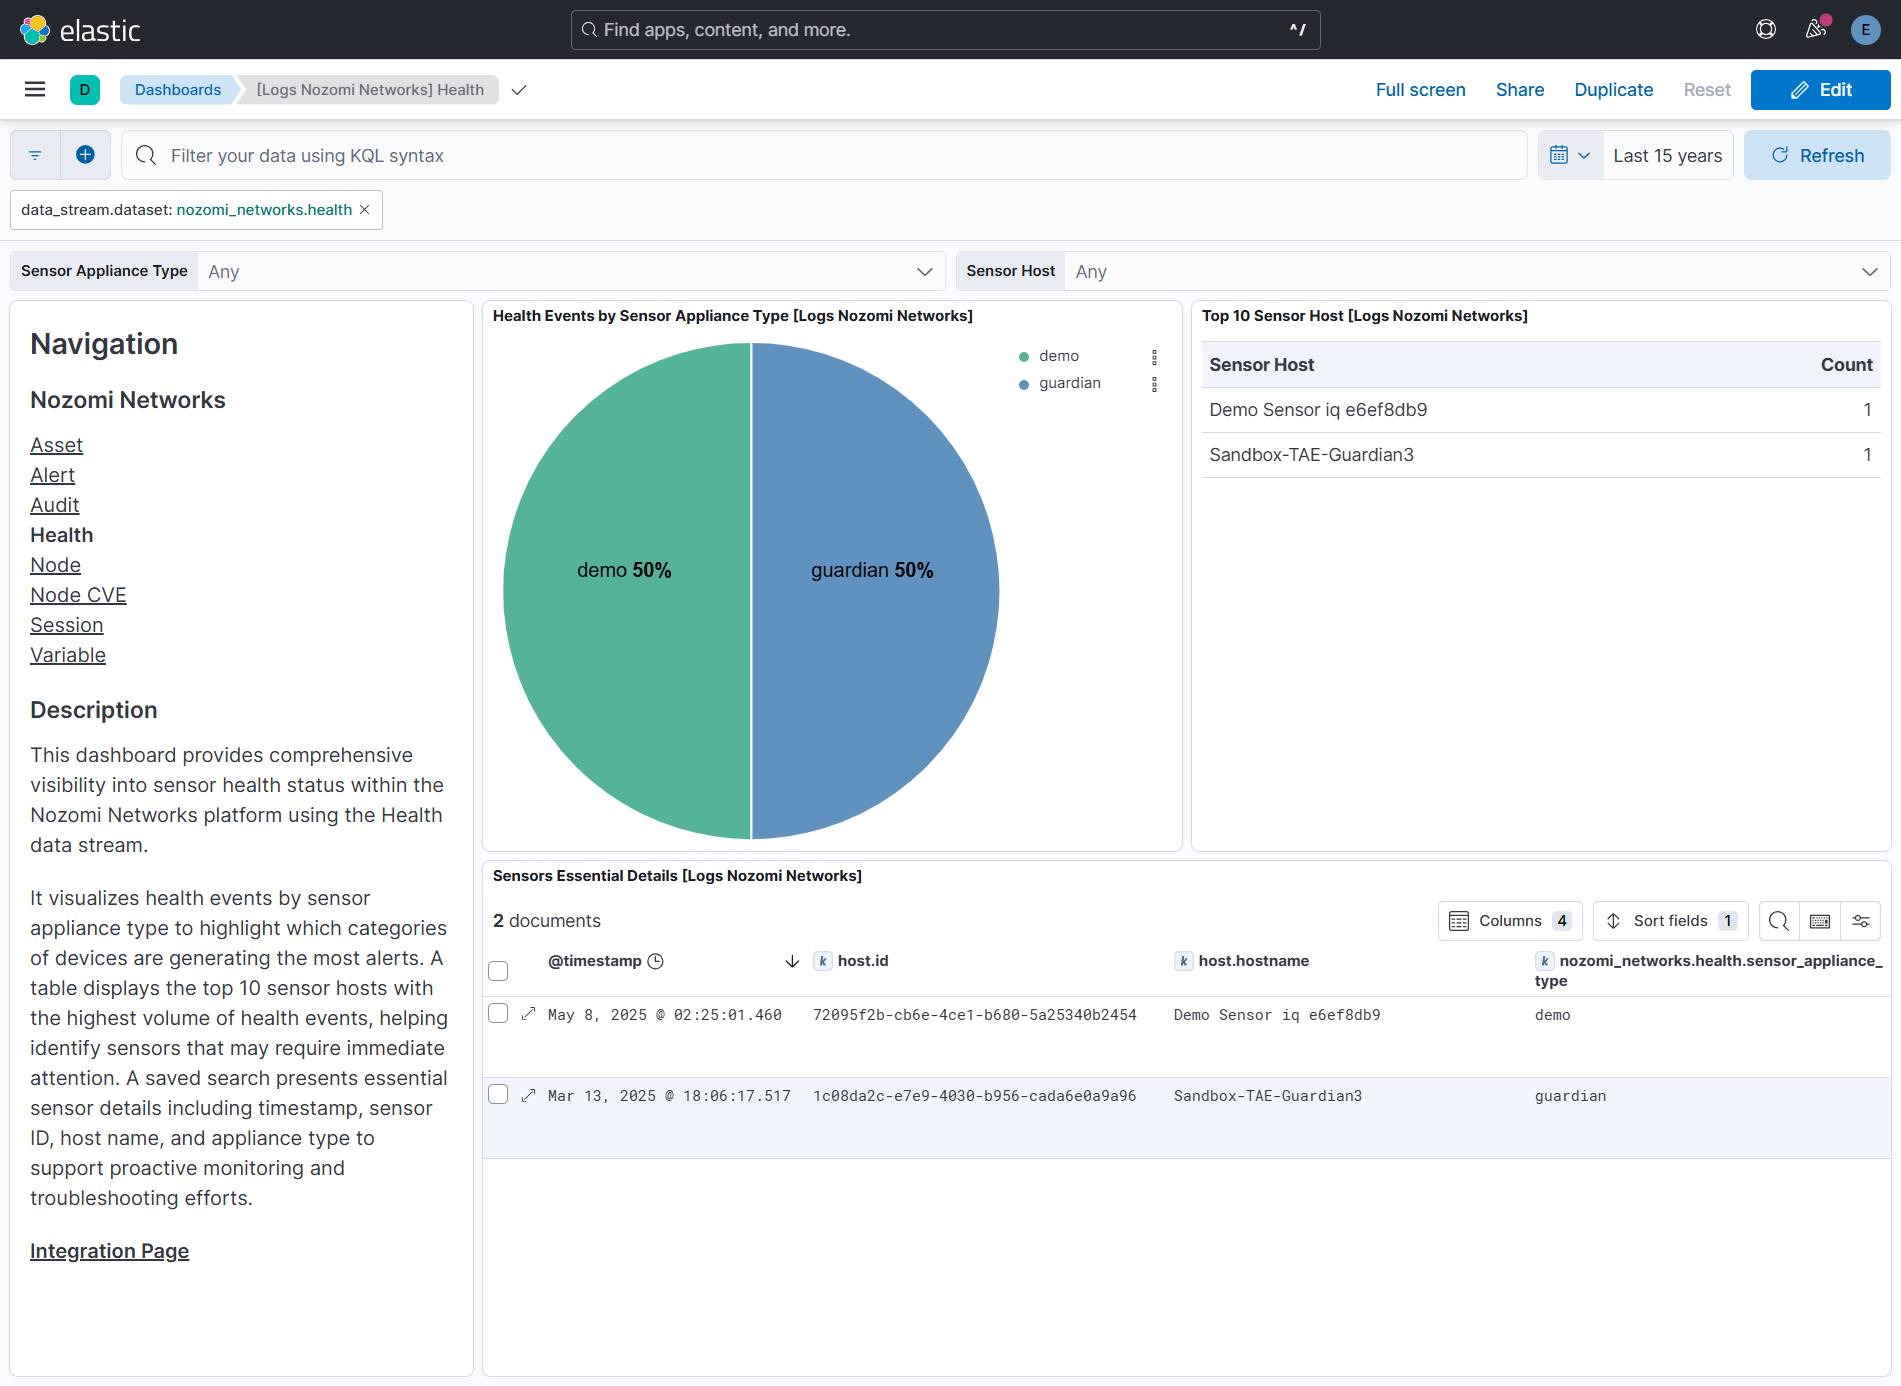 elastic
Find apps, content, and more.
^/
E
D
Dashboards
[Logs Nozomi Networks] Health
Full screen
Share
Duplicate
Reset
Edit
Filter your data using KQL syntax
Last 15 years
Refresh
data_stream.dataset: nozomi_networks.health
Sensor Appliance Type
Any
Sensor Host
Any
Navigation
Nozomi Networks
Asset
Alert
Audit
Health
Node
Node CVE
Session
Variable
Description
This dashboard provides comprehensive
visibility into sensor health status within the
Nozomi Networks platform using the Health
data stream.
It visualizes health events by sensor
appliance type to highlight which categories
of devices are generating the most alerts. A
table displays the top 10 sensor hosts with
the highest volume of health events, helping
identify sensors that may require immediate
attention. A saved search presents essential
sensor details including timestamp, sensor
ID, host name, and appliance type to
support proactive monitoring and
troubleshooting efforts.
Integration Page
Health Events by Sensor Appliance Type [Logs Nozomi Networks]
demo
guardian
demo 50%
guardian 50%
Top 10 Sensor Host [Logs Nozomi Networks]
Sensor Host Count
Demo Sensor iq e6ef8db9 1
Sandbox-TAE-Guardian3 1
Sensors Essential Details [Logs Nozomi Networks]
2 documents
Columns 4
Sort fields 1
@timestamp
k host.id
k host.hostname
k nozomi_networks.health.sensor_appliance_
type
May 8, 2025 @ 02:25:01.460 72095f2b-cb6e-4ce1-b680-5a25340b2454 Demo Sensor iq e6ef8db9 demo
Mar 13, 2025 @ 18:06:17.517 1c08da2c-e7e9-4030-b956-cada6e0a9a96 Sandbox-TAE-Guardian3 guardian